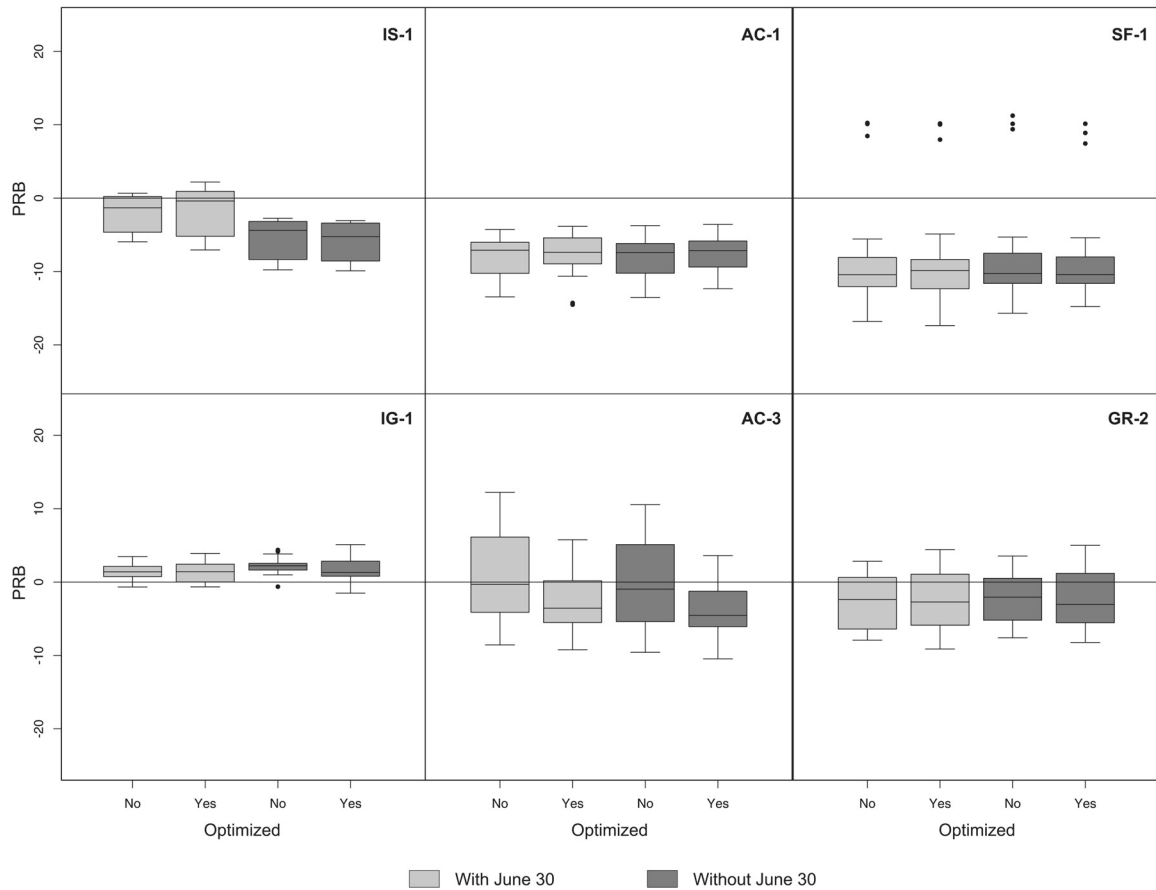 IS-1
AC-1
SF-1
PRB
20
10
0
-10
-20
IG-1
AC-3
GR-2
PRB
20
10
0
-10
-20
No Yes No Yes
No Yes No Yes
No Yes No Yes
Optimized
Optimized
Optimized
With June 30
Without June 30